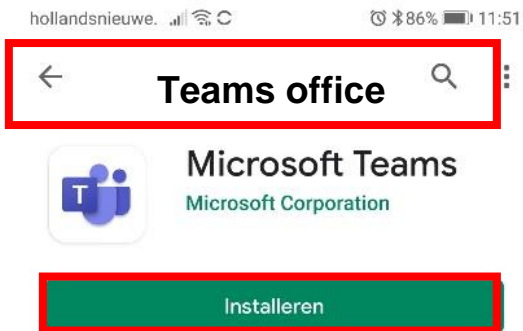 hollandsnieuwe. 86% 11:51
Teams office
Microsoft Teams
T
Microsoft Corporation
Installeren